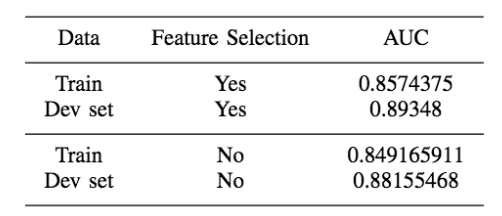 Data Feature Selection AUC
Train Yes 0.8574375
Dev set Yes 0.89348
Train No 0.849165911
Dev set No 0.88155468